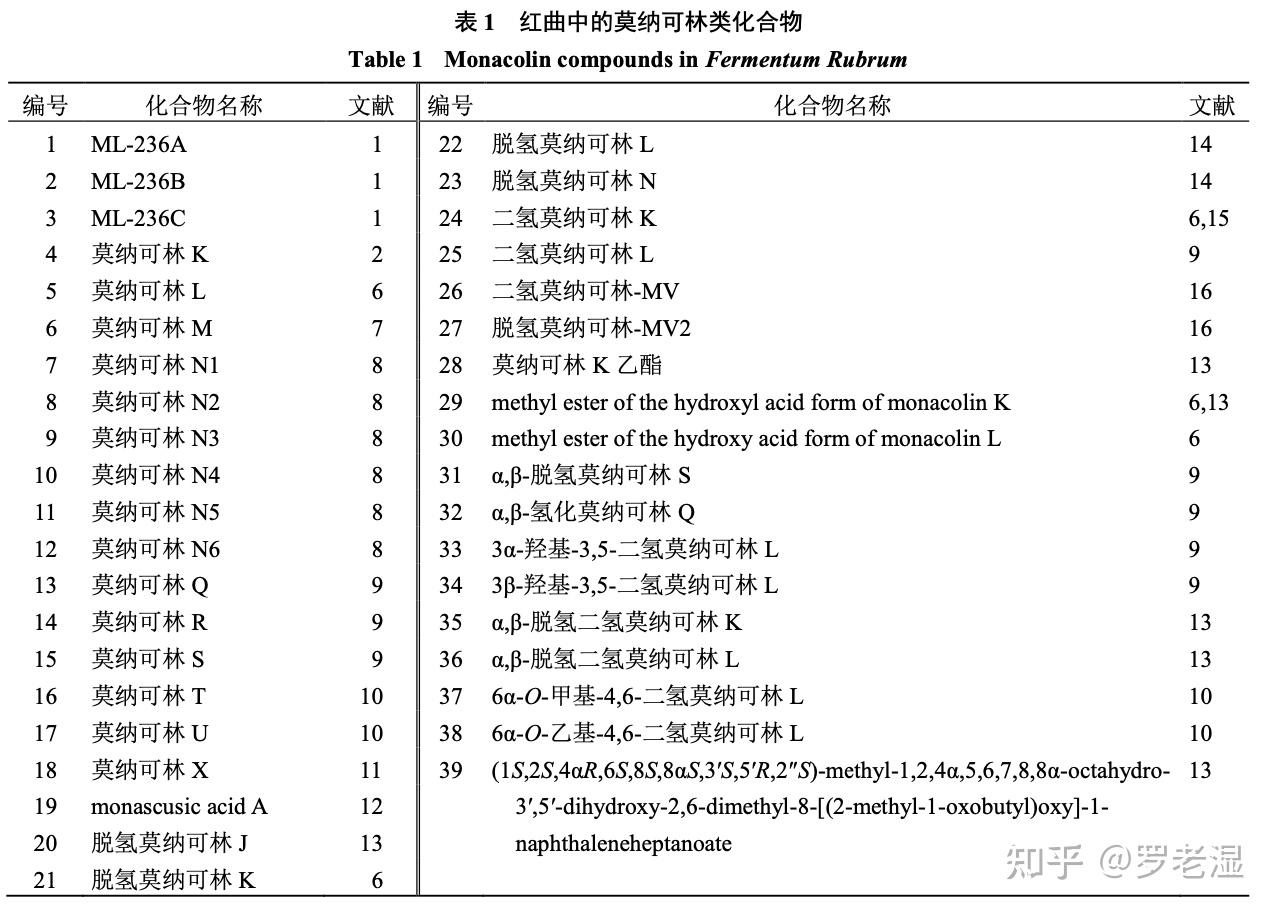 表 1 红曲中的莫纳可林类化合物
Table 1 Monacolin compounds in Fermentum Rubrum
编号 化合物名称 文献 编号 化合物名称 文献
1 ML-236A 1 22 脱氢莫纳可林 L 14
2 ML-236B 1 23 脱氢莫纳可林 N 14
3 ML-236C 1 24 二氢莫纳可林 K 6,15
4 莫纳可林 K 2 25 二氢莫纳可林 L 9
5 莫纳可林 L 6 26 二氢莫纳可林-MV 16
6 莫纳可林 M 7 27 脱氢莫纳可林-MV2 16
7 莫纳可林 N1 8 28 莫纳可林 K 乙酯 13
8 莫纳可林 N2 8 29 methyl ester of the hydroxyl acid form of monacolin K 6,13
9 莫纳可林 N3 8 30 methyl ester of the hydroxy acid form of monacolin L 6
10 莫纳可林 N4 8 31 α,β-脱氢莫纳可林 S 9
11 莫纳可林 N5 8 32 α,β-氢化莫纳可林 Q 9
12 莫纳可林 N6 8 33 3α-羟基-3,5-二氢莫纳可林 L 9
13 莫纳可林 Q 9 34 3β-羟基-3,5-二氢莫纳可林 L 9
14 莫纳可林 R 9 35 α,β-脱氢二氢莫纳可林 K 13
15 莫纳可林 S 9 36 α,β-脱氢二氢莫纳可林 L 13
16 莫纳可林 T 10 37 6α-O-甲基-4,6-二氢莫纳可林 L 10
17 莫纳可林 U 10 38 6α-O-乙基-4,6-二氢莫纳可林 L 10
18 莫纳可林 X 11 39 (1S,2S,4αR,6S,8S,8αS,3′S,5′R,2″S)-methyl-1,2,4α,5,6,7,8,8α-octahydro- 13
19 monascusic acid A 12 3′,5′-dihydroxy-2,6-dimethyl-8-[(2-methyl-1-oxobutyl)oxy]-1-
20 脱氢莫纳可林 J 13 naphthaleneheptanoate
21 脱氢莫纳可林 K 6
知乎 @罗老湿